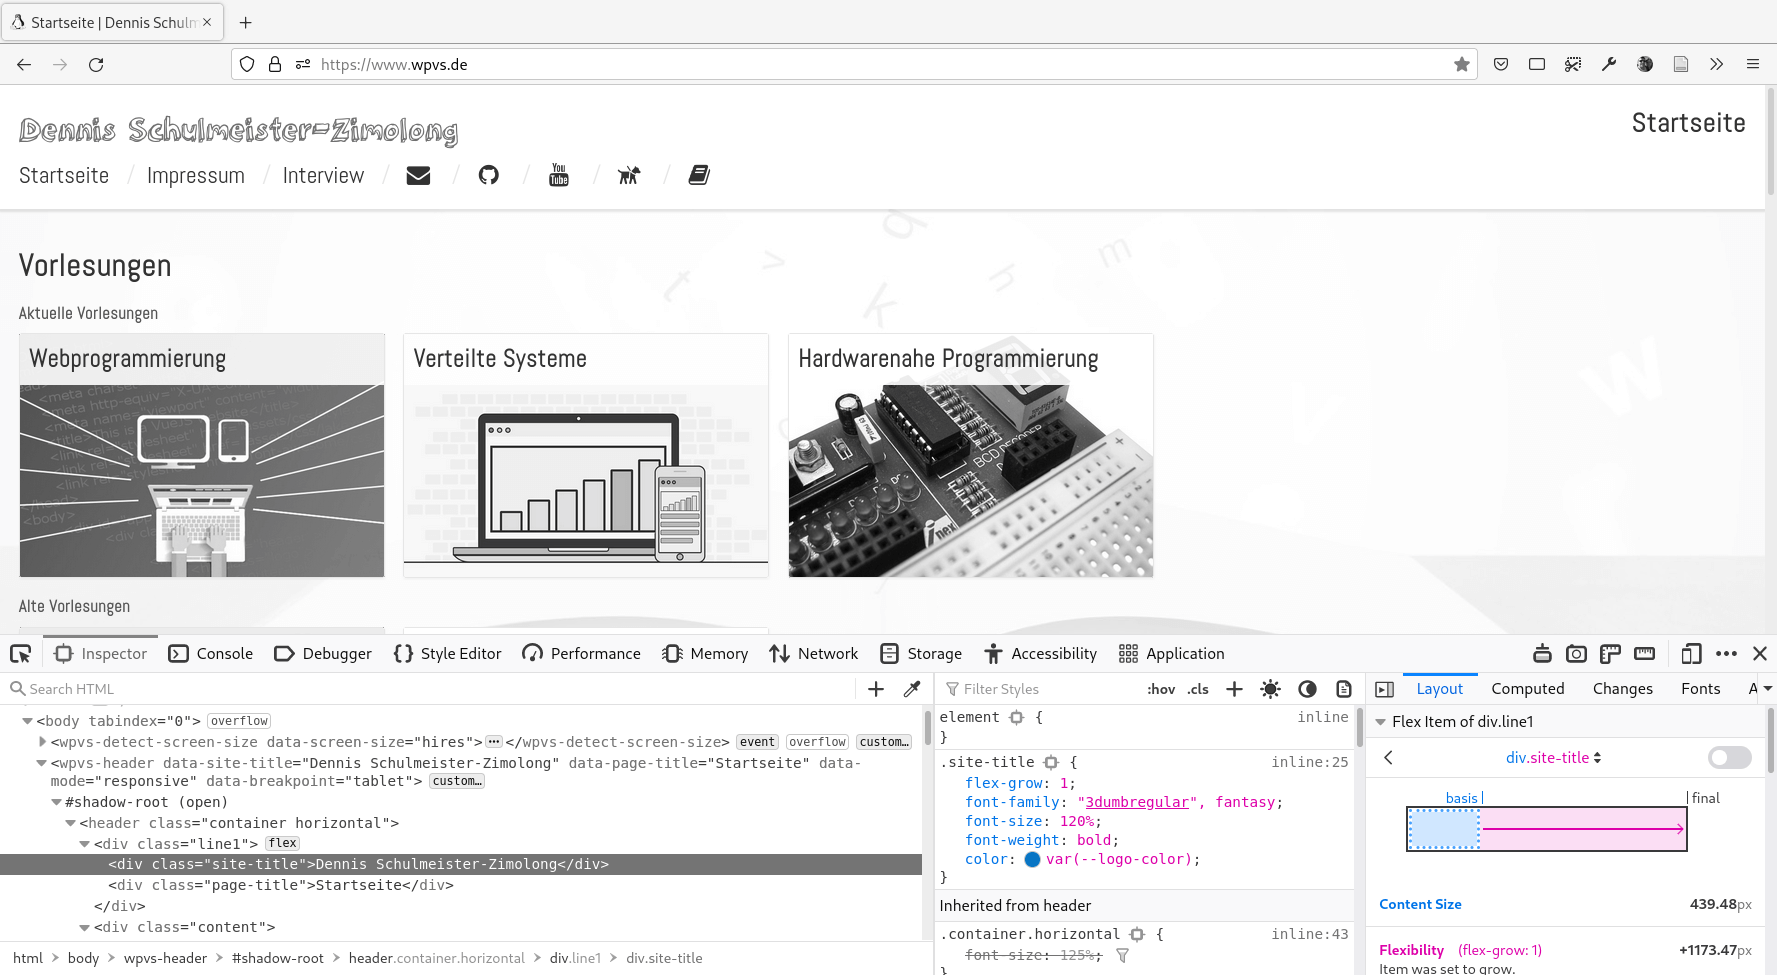 Startseite | Dennis Schulm
https://www.wpvs.de
Dennis Schulmeister-Zimolong
Startseite
Startseite / Impressum / Interview / / You Tube / /
Vorlesungen
Aktuelle Vorlesungen
Webprogrammierung
Verteilte Systeme
Hardwarenahe Programmierung
BCD DECODER
inex
Alte Vorlesungen
Inspector Console Debugger Style Editor Performance Memory Network Storage Accessibility Application
Search HTML
<body tabindex="0"> overflow
<wpvs-detect-screen-size data-screen-size="hires"> ••• </wpvs-detect-screen-size> event overflow custom…
<wpvs-header data-site-title="Dennis Schulmeister-Zimolong" data-page-title="Startseite" data-
mode="responsive" data-breakpoint="tablet"> custom…
#shadow-root (open)
<header class="container horizontal">
<div class="line1"> flex
<div class="site-title">Dennis Schulmeister-Zimolong</div>
<div class="page-title">Startseite</div>
</div>
<div class="content">
html > body > wpvs-header > #shadow-root > header.container.horizontal > div.line1 > div.site-title
Filter Styles :hov .cls
element { inline
}
.site-title { inline:25
flex-grow: 1;
font-family: "3dumbregular", fantasy;
font-size: 120%;
font-weight: bold;
color: var(--logo-color);
}
Inherited from header
.container.horizontal { inline:43
font-size: 125%;
}
Layout Computed Changes Fonts A
Flex Item of div.line1
div.site-title
basis final
Content Size 439.48px
Flexibility (flex-grow: 1) +1173.47px
Item was set to grow.